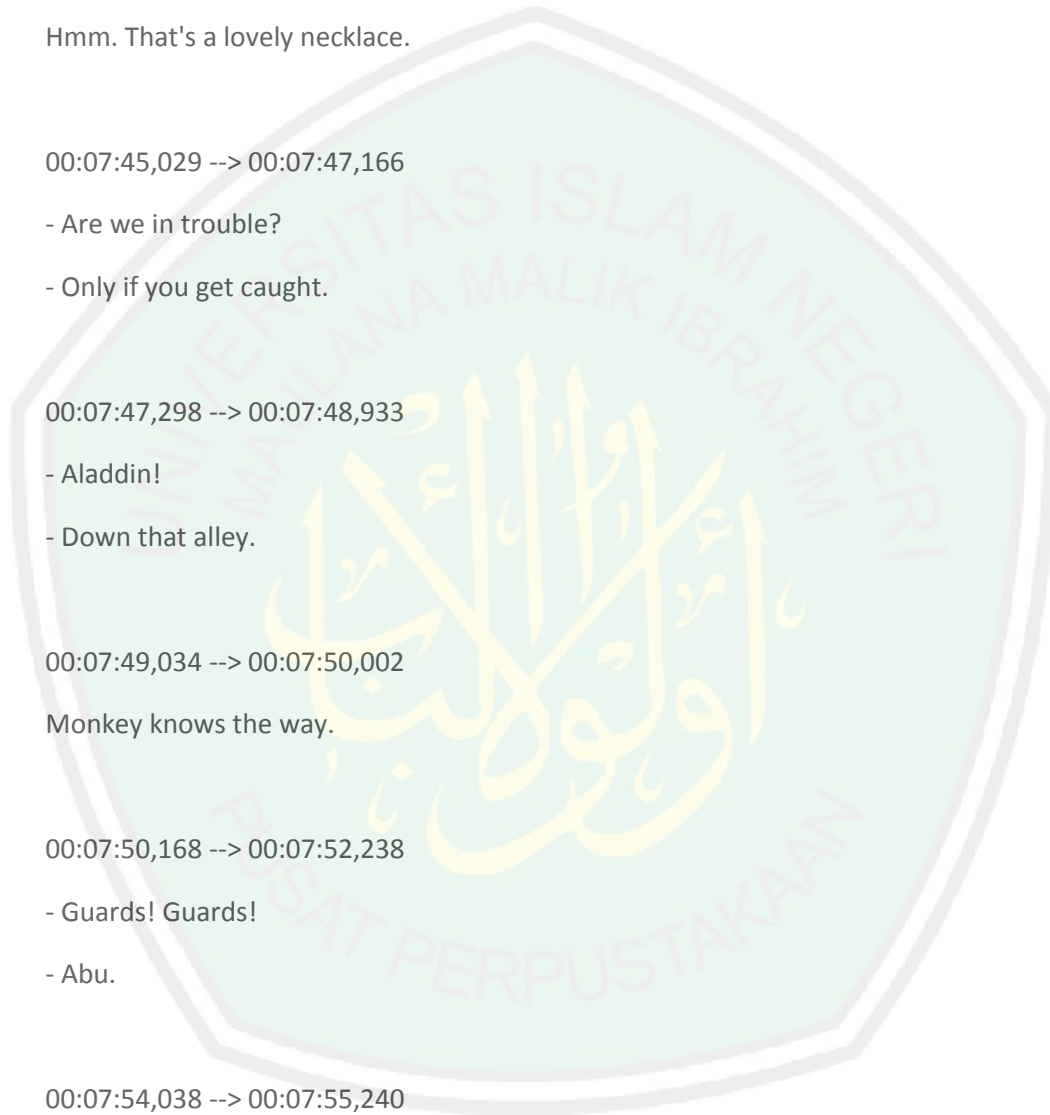 Hmm. That's a lovely necklace.
00:07:45,029 --> 00:07:47,166
- Are we in trouble?
- Only if you get caught.
00:07:47,298 --> 00:07:48,933
- Aladdin!
- Down that alley.
00:07:49,034 --> 00:07:50,002
Monkey knows the way.
00:07:50,168 --> 00:07:52,238
- Guards! Guards!
- Abu.
00:07:54,038 --> 00:07:55,240
UNIVERSITAS ISLAM NEGERI
MAULANA MALIK IBRAHIM
PUSAT PERPUSTAKAAN